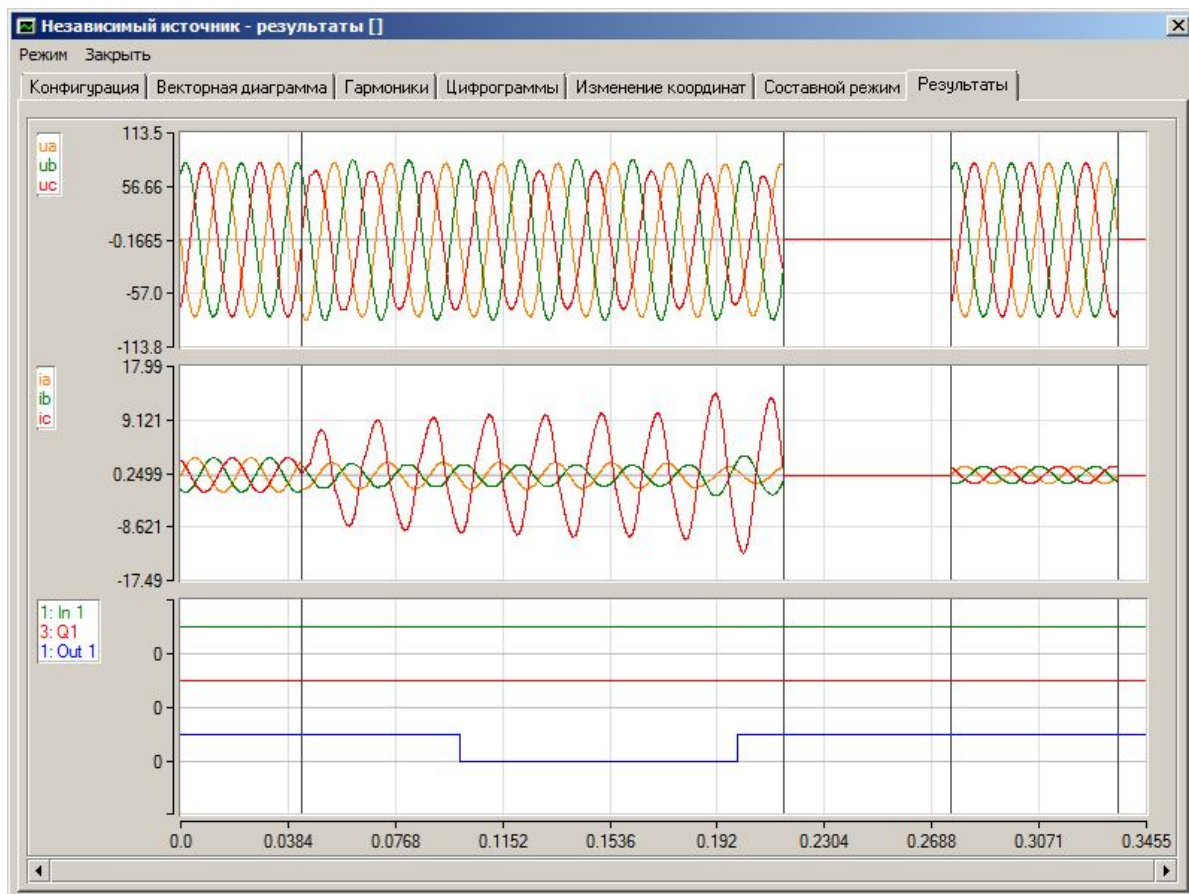 Независимый источник - результаты []
Режим Закрыть
Конфигурация Векторная диаграмма Гармоники Цифрограммы Изменение координат Составной режим Результаты
ua
ub
uc
113.5
56.66
-0.1665
-57.0
-113.8
ia
ib
ic
17.99
9.121
0.2499
-8.621
-17.49
1: In 1
3: Q1
1: Out 1
0
0
0
0.0 0.0384 0.0768 0.1152 0.1536 0.192 0.2304 0.2688 0.3071 0.3455